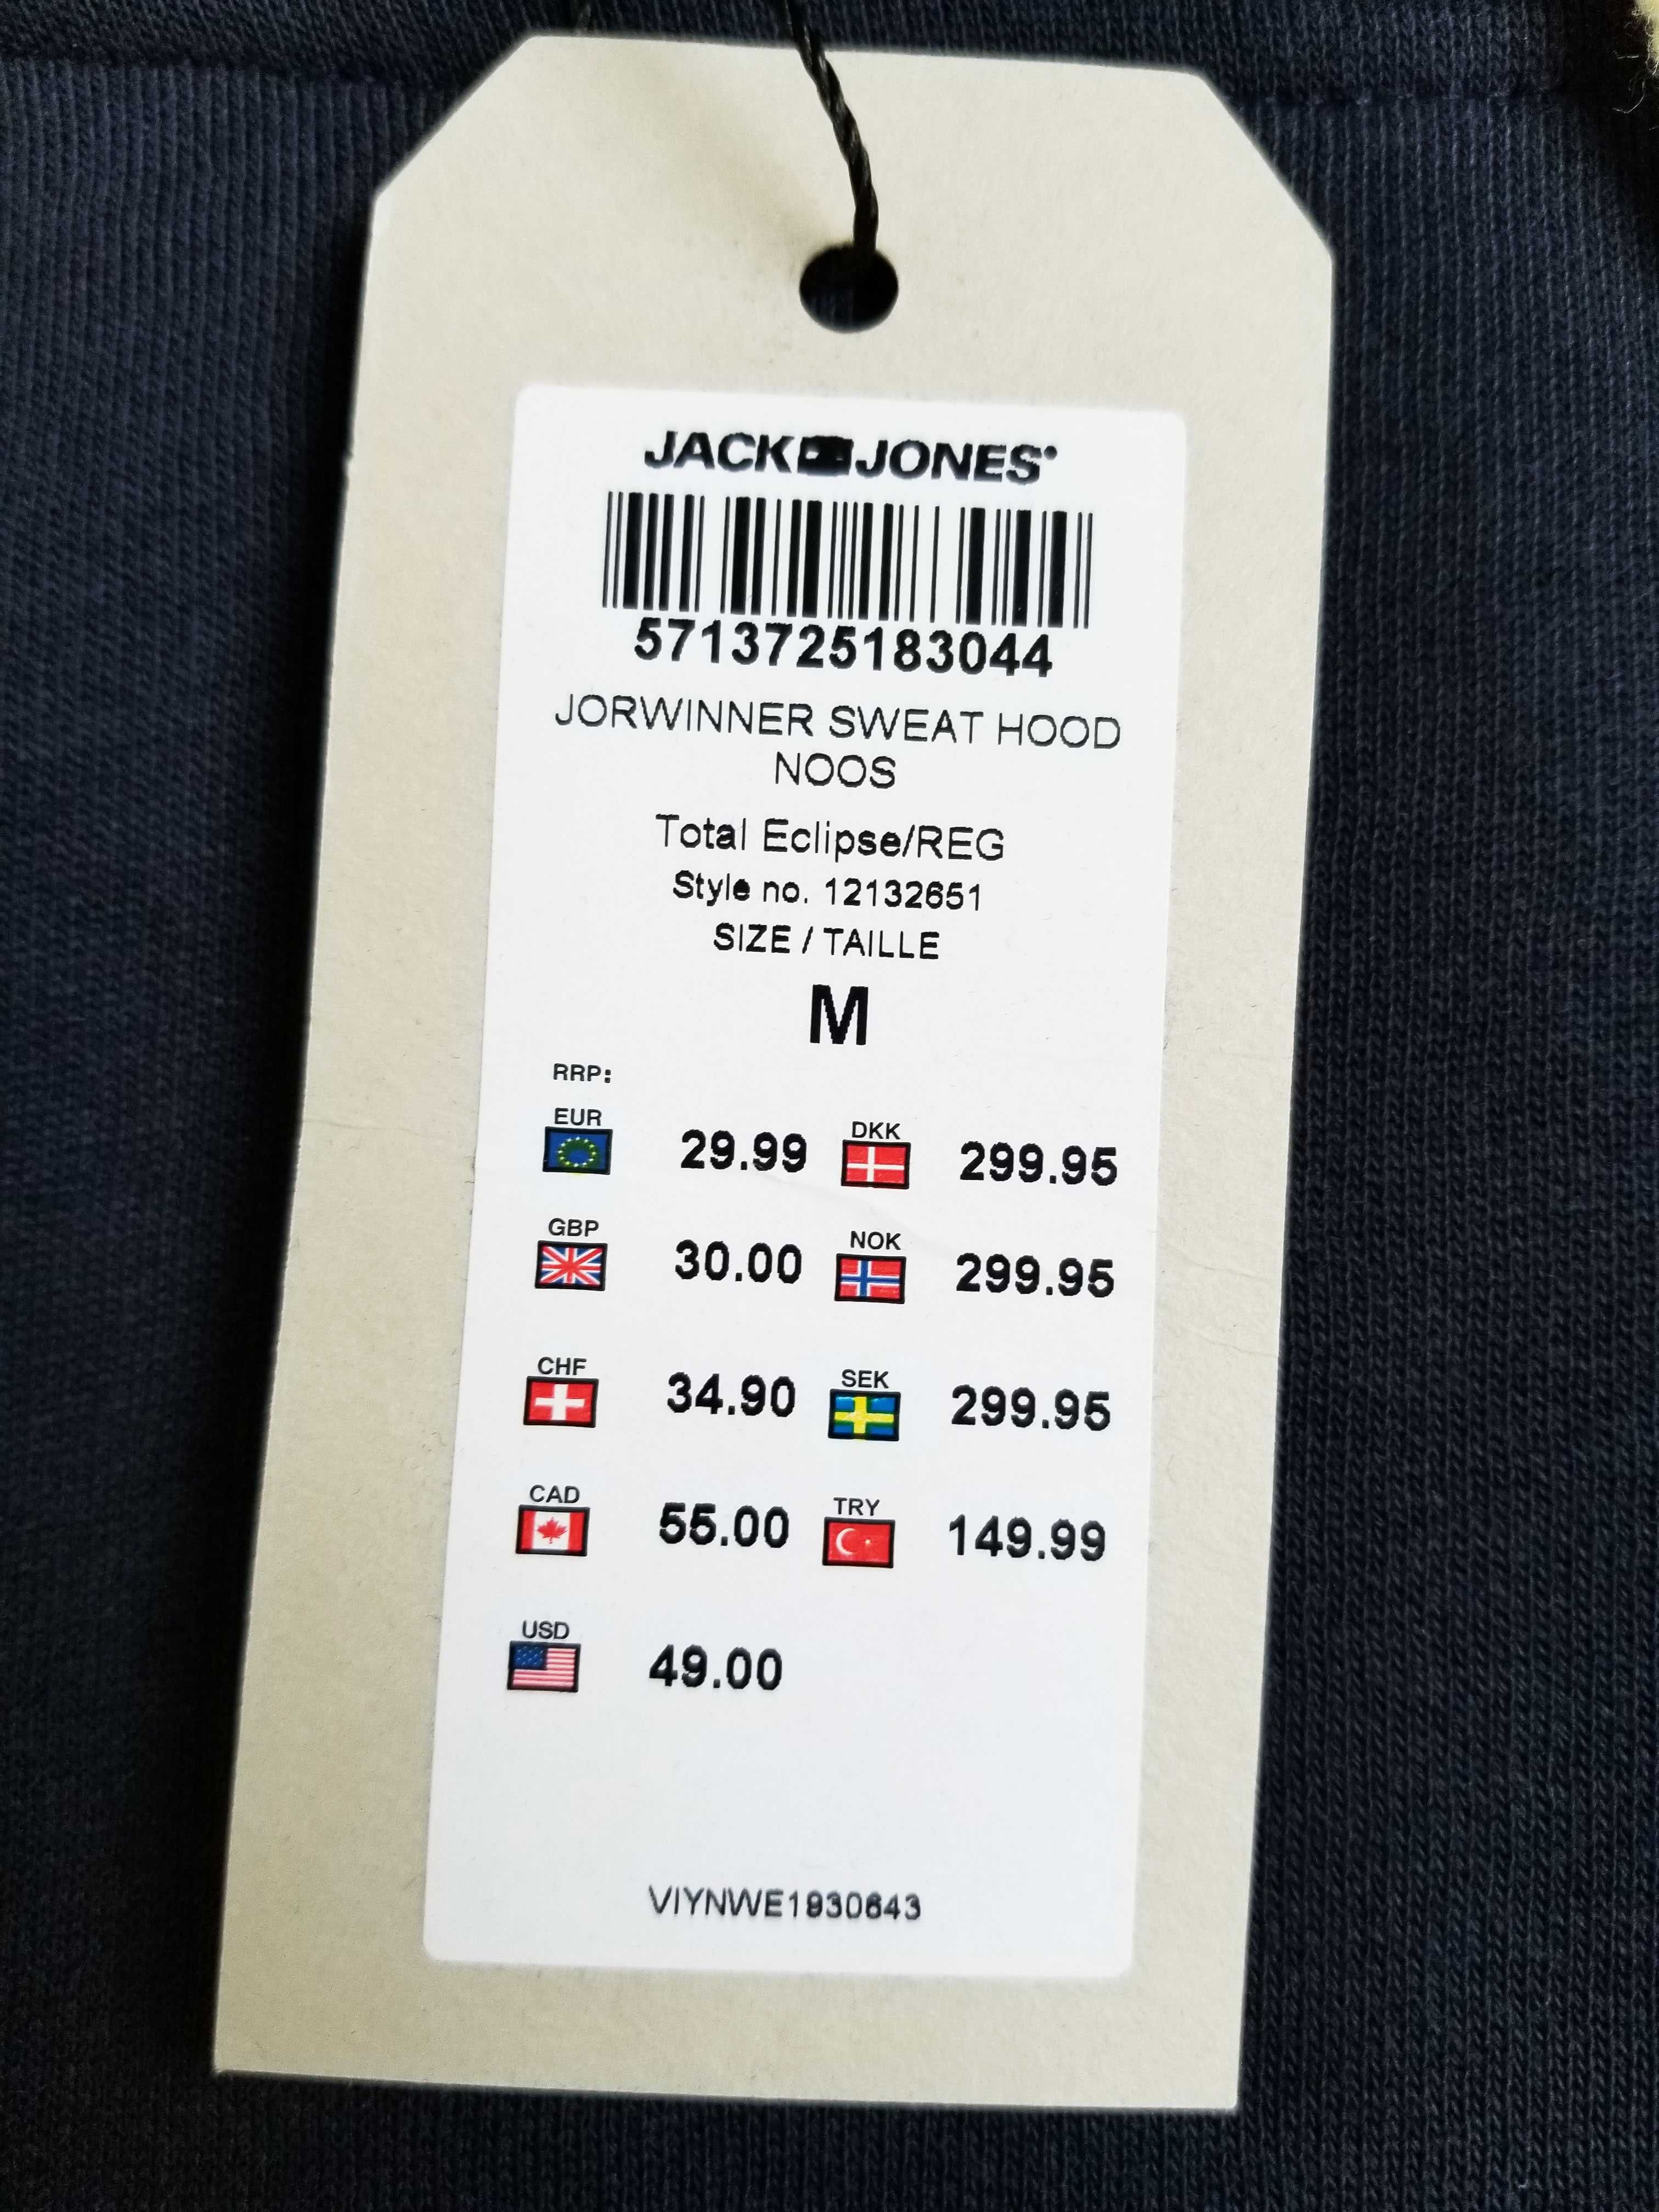 JACK & JONES
5713725183044
JORWINNER SWEAT HOOD
NOOS
Total Eclipse/REG
Style no. 12132651
SIZE / TAILLE
M
RRP:
EUR 29.99 DKK 299.95
GBP 30.00 NOK 299.95
CHF 34.90 SEK 299.95
CAD 55.00 TRY 149.99
USD 49.00
VIYNWE1930643